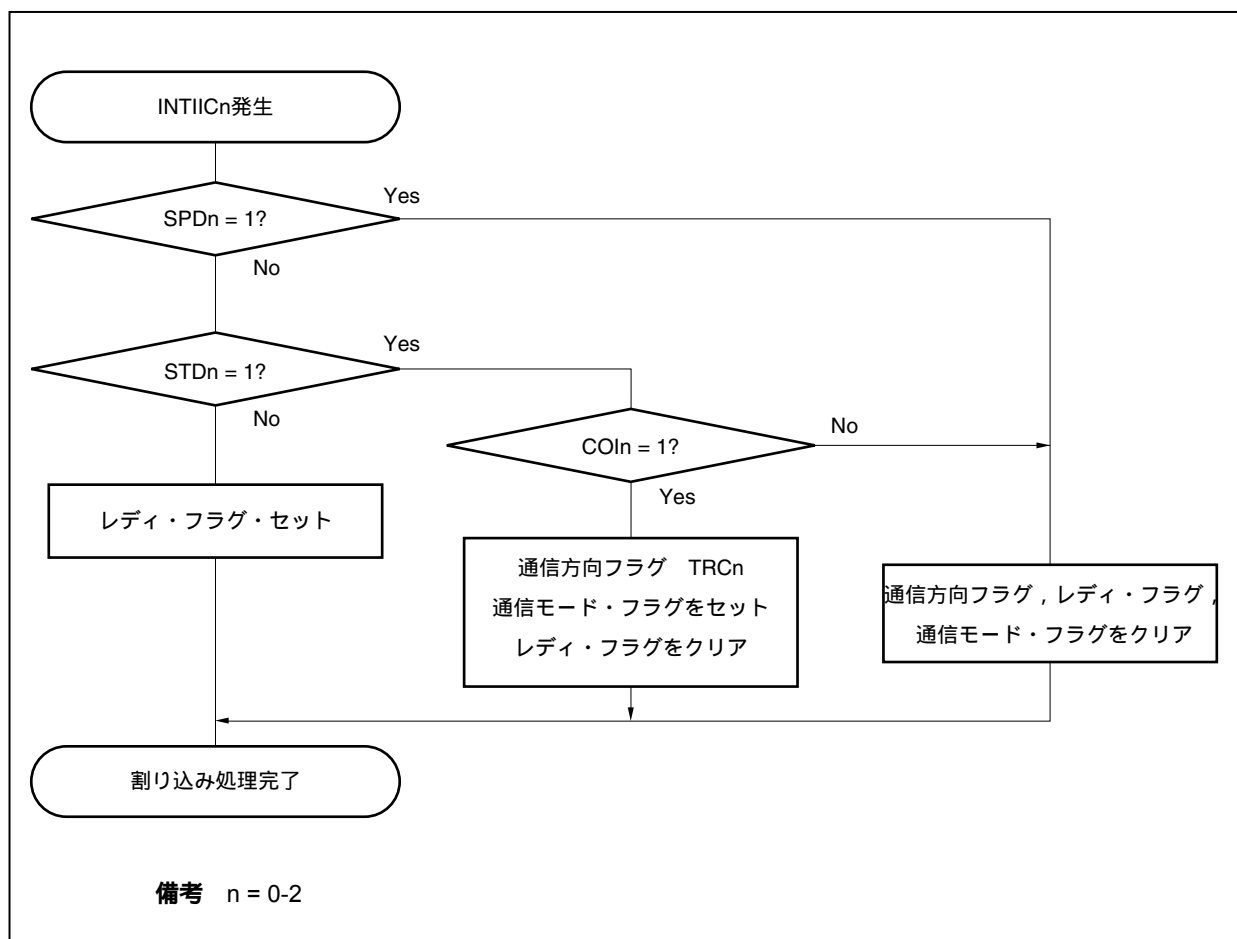 INTIICn発生
SPDn = 1?
Yes
No
STDn = 1?
Yes
No
COIn = 1?
No
Yes
レディ・フラグ・セット
通信方向フラグ　TRCn
通信モード・フラグをセット
レディ・フラグをクリア
通信方向フラグ，レディ・フラグ，
通信モード・フラグをクリア
割り込み処理完了
備考　n = 0-2